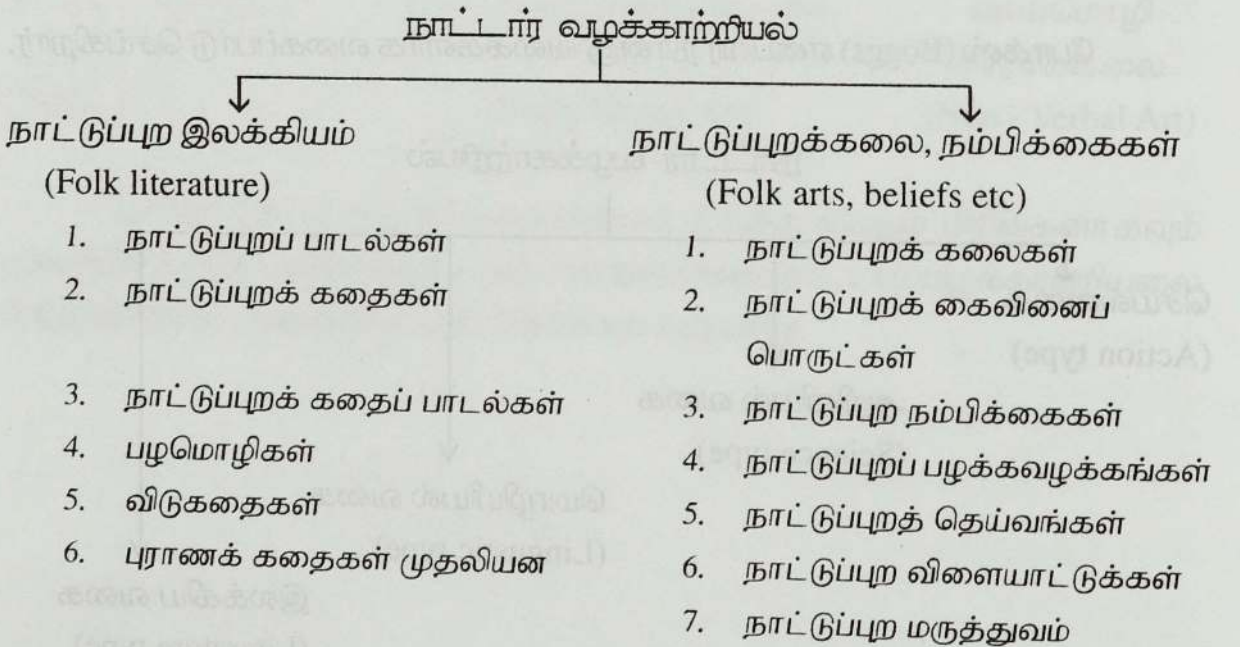 நாட்டார் வழக்காற்றியல்
நாட்டுப்புற இலக்கியம்
(Folk literature)
1. நாட்டுப்புறப் பாடல்கள்
2. நாட்டுப்புறக் கதைகள்
3. நாட்டுப்புறக் கதைப் பாடல்கள்
4. பழமொழிகள்
5. விடுகதைகள்
6. புராணக் கதைகள் முதலியன
நாட்டுப்புறக்கலை, நம்பிக்கைகள்
(Folk arts, beliefs etc)
1. நாட்டுப்புறக் கலைகள்
2. நாட்டுப்புறக் கைவினைப்
பொருட்கள்
3. நாட்டுப்புற நம்பிக்கைகள்
4. நாட்டுப்புறப் பழக்கவழக்கங்கள்
5. நாட்டுப்புறத் தெய்வங்கள்
6. நாட்டுப்புற விளையாட்டுக்கள்
7. நாட்டுப்புற மருத்துவம்